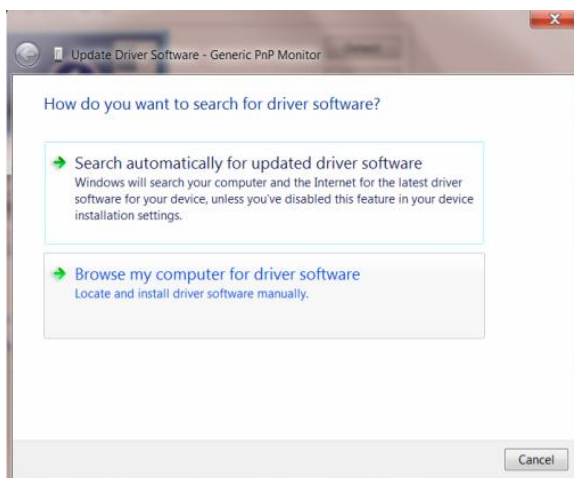 Update Driver Software - Generic PnP Monitor
How do you want to search for driver software?
Search automatically for updated driver software
Windows will search your computer and the Internet for the latest driver
software for your device, unless you've disabled this feature in your device
installation settings.
Browse my computer for driver software
Locate and install driver software manually.
Cancel